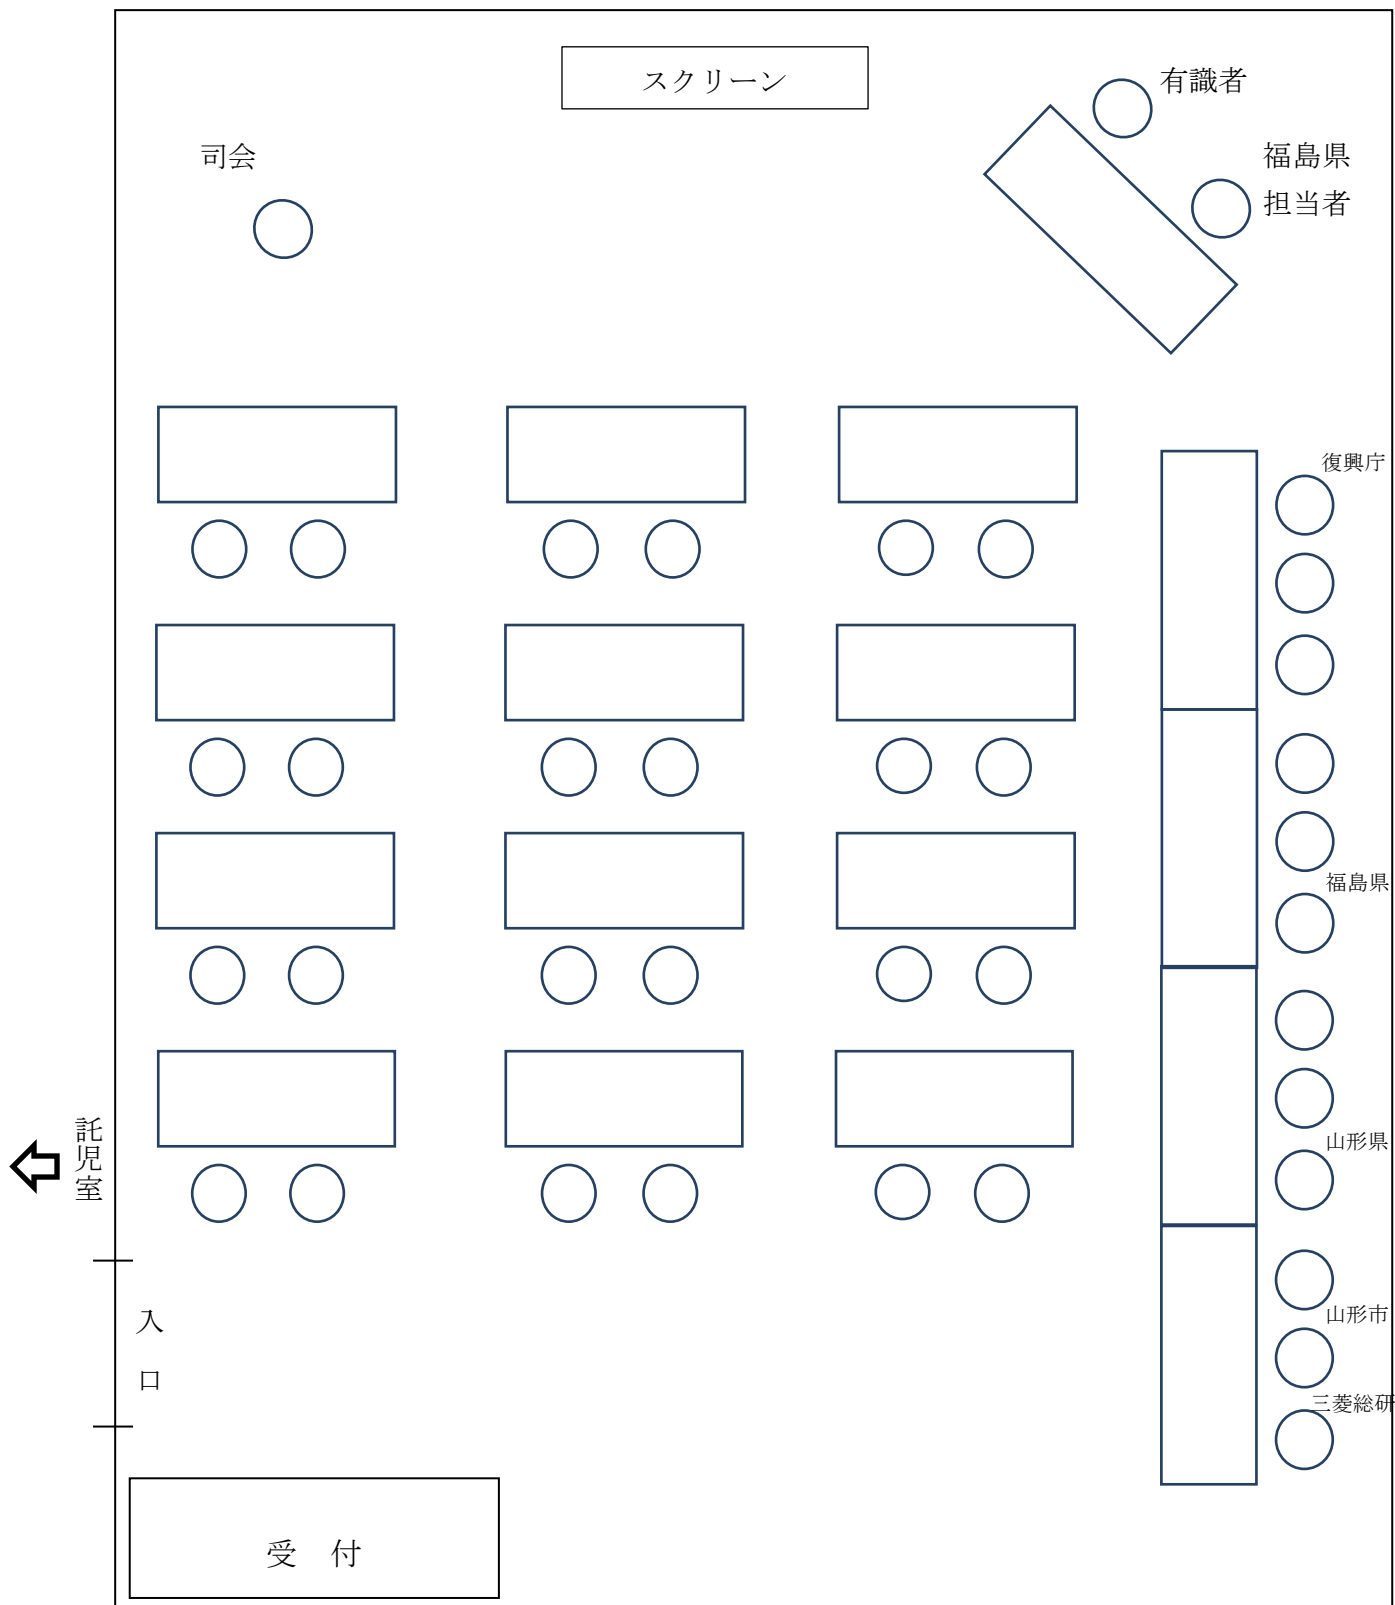 スクリーン
有識者
司会
福島県
担当者
復興庁
福島県
託児室
山形県
入
口
山形市
三菱総研
受　付